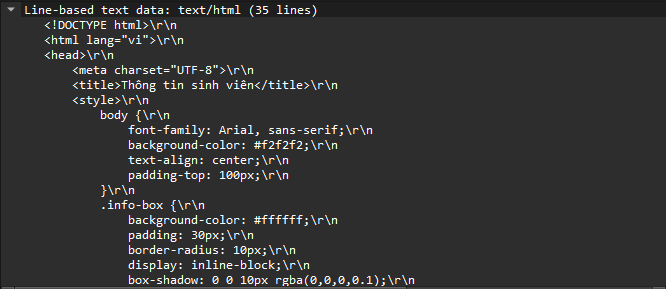 Line-based text data: text/html (35 lines)
<!DOCTYPE html>\r\n
<html lang="vi">\r\n
<head>\r\n
<meta charset="UTF-8">\r\n
<title>Thông tin sinh viên</title>\r\n
<style>\r\n
body {\r\n
font-family: Arial, sans-serif;\r\n
background-color: #f2f2f2;\r\n
text-align: center;\r\n
padding-top: 100px;\r\n
}\r\n
.info-box {\r\n
background-color: #ffffff;\r\n
padding: 30px;\r\n
border-radius: 10px;\r\n
display: inline-block;\r\n
box-shadow: 0 0 10px rgba(0,0,0,0.1);\r\n